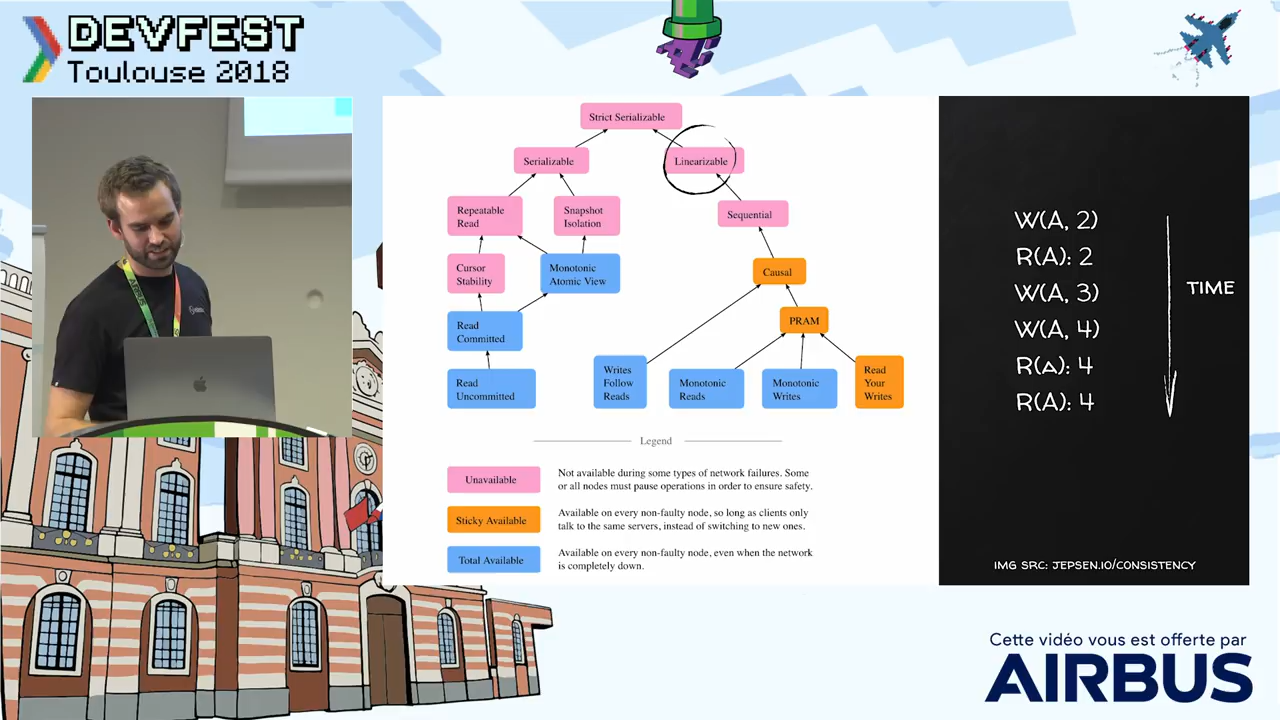 DEVFEST
Toulouse 2018
Strict Serializable
Serializable
Linearizable
Repeatable
Read
Snapshot
Isolation
Sequential
Cursor
Stability
Monotonic
Atomic View
Causal
Read
Committed
PRAM
Read
Uncommitted
Writes
Follow
Reads
Monotonic
Reads
Monotonic
Writes
Read
Your
Writes
Legend
Unavailable
Not available during some types of network failures. Some
or all nodes must pause operations in order to ensure safety.
Sticky Available
Available on every non-faulty node, so long as clients only
talk to the same servers, instead of switching to new ones.
Total Available
Available on every non-faulty node, even when the network
is completely down.
W(A, 2)
R(A): 2
W(A, 3)
W(A, 4)
R(A): 4
R(A): 4
TIME
IMG SRC: JEPSEN.IO/CONSISTENCY
Cette vidéo vous est offerte par
AIRBUS